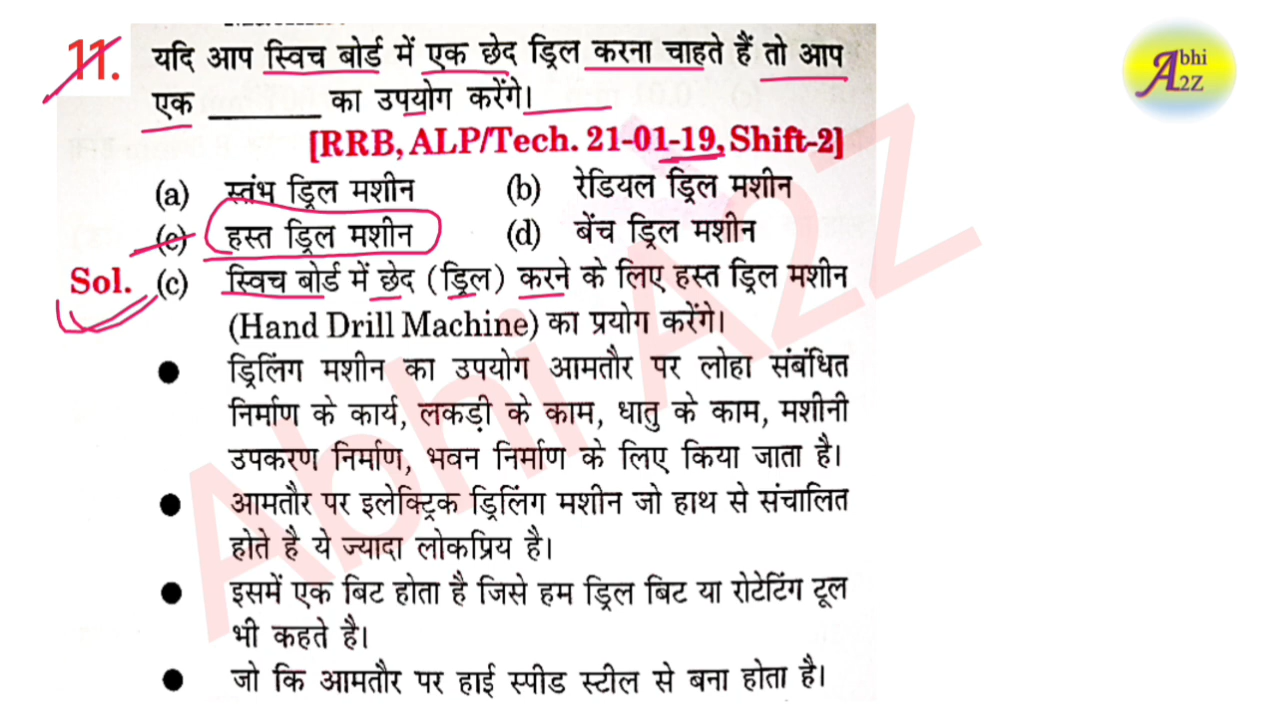 11. यदि आप स्विच बोर्ड में एक छेद ड्रिल करना चाहते हैं तो आप
एक ________ का उपयोग करेंगे।
[RRB, ALP/Tech. 21-01-19, Shift-2]
(a) स्तंभ ड्रिल मशीन (b) रेडियल ड्रिल मशीन
(c) हस्त ड्रिल मशीन (d) बेंच ड्रिल मशीन
Sol. (c) स्विच बोर्ड में छेद (ड्रिल) करने के लिए हस्त ड्रिल मशीन
(Hand Drill Machine) का प्रयोग करेंगे।
● ड्रिलिंग मशीन का उपयोग आमतौर पर लोहा संबंधित
निर्माण के कार्य, लकड़ी के काम, धातु के काम, मशीनी
उपकरण निर्माण, भवन निर्माण के लिए किया जाता है।
● आमतौर पर इलेक्ट्रिक ड्रिलिंग मशीन जो हाथ से संचालित
होते है ये ज्यादा लोकप्रिय है।
● इसमें एक बिट होता है जिसे हम ड्रिल बिट या रोटेटिंग टूल
भी कहते है।
● जो कि आमतौर पर हाई स्पीड स्टील से बना होता है।
Abhi A2Z
Abhi
A2Z